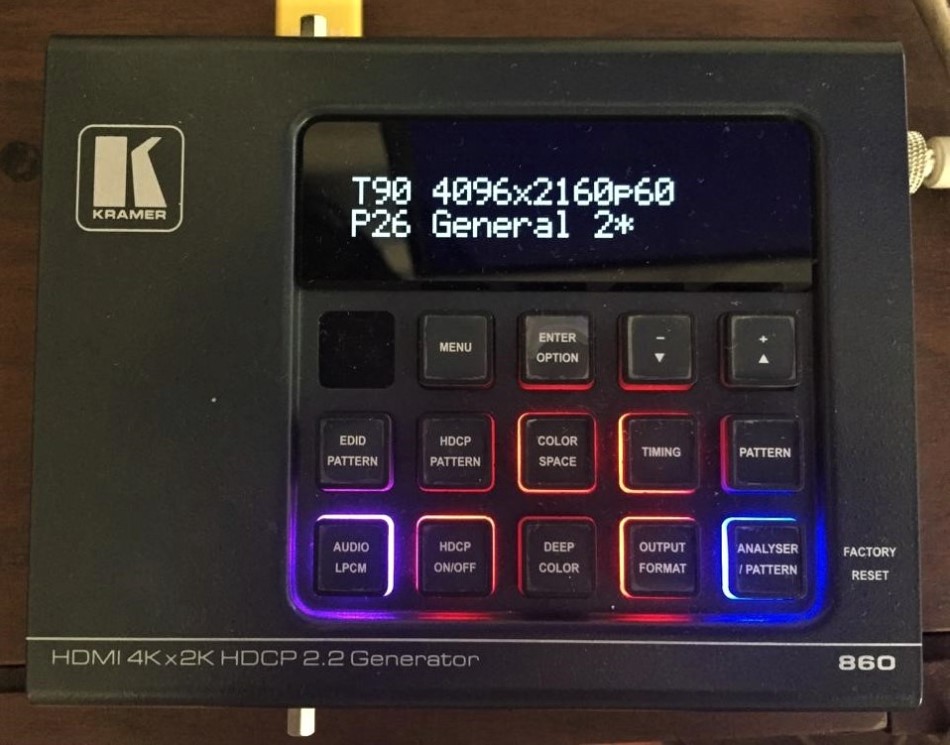 KRAMER
T90 4096x2160p60
P26 General 2*
MENU
ENTER
OPTION
−
▼
+
▲
EDID
PATTERN
HDCP
PATTERN
COLOR
SPACE
TIMING
PATTERN
AUDIO
LPCM
HDCP
ON/OFF
DEEP
COLOR
OUTPUT
FORMAT
ANALYSER
/ PATTERN
FACTORY
RESET
HDMI 4K x2K HDCP 2.2 Generator
860